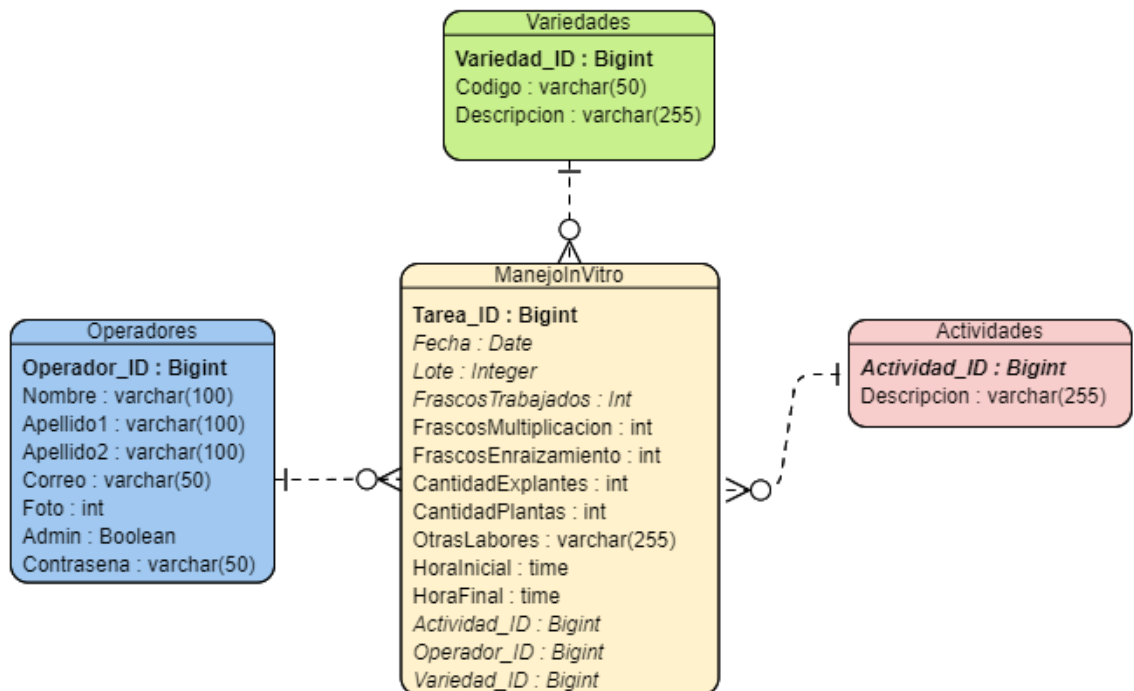 Variedades
Variedad_ID : Bigint
Codigo : varchar(50)
Descripcion : varchar(255)
ManejoInVitro
Tarea_ID : Bigint
Fecha : Date
Lote : Integer
FrascosTrabajados : Int
FrascosMultiplicacion : int
FrascosEnraizamiento : int
CantidadExplantes : int
CantidadPlantas : int
OtrasLabores : varchar(255)
HoraInicial : time
HoraFinal : time
Actividad_ID : Bigint
Operador_ID : Bigint
Variedad_ID : Bigint
Operadores
Operador_ID : Bigint
Nombre : varchar(100)
Apellido1 : varchar(100)
Apellido2 : varchar(100)
Correo : varchar(50)
Foto : int
Admin : Boolean
Contrasena : varchar(50)
Actividades
Actividad_ID : Bigint
Descripcion : varchar(255)